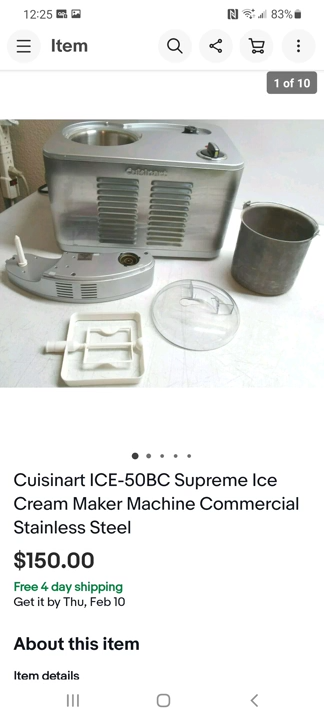 12:25
83%
Item
1 of 10
Cuisinart
Cuisinart ICE-50BC Supreme Ice
Cream Maker Machine Commercial
Stainless Steel
$150.00
Free 4 day shipping
Get it by Thu, Feb 10
About this item
Item details